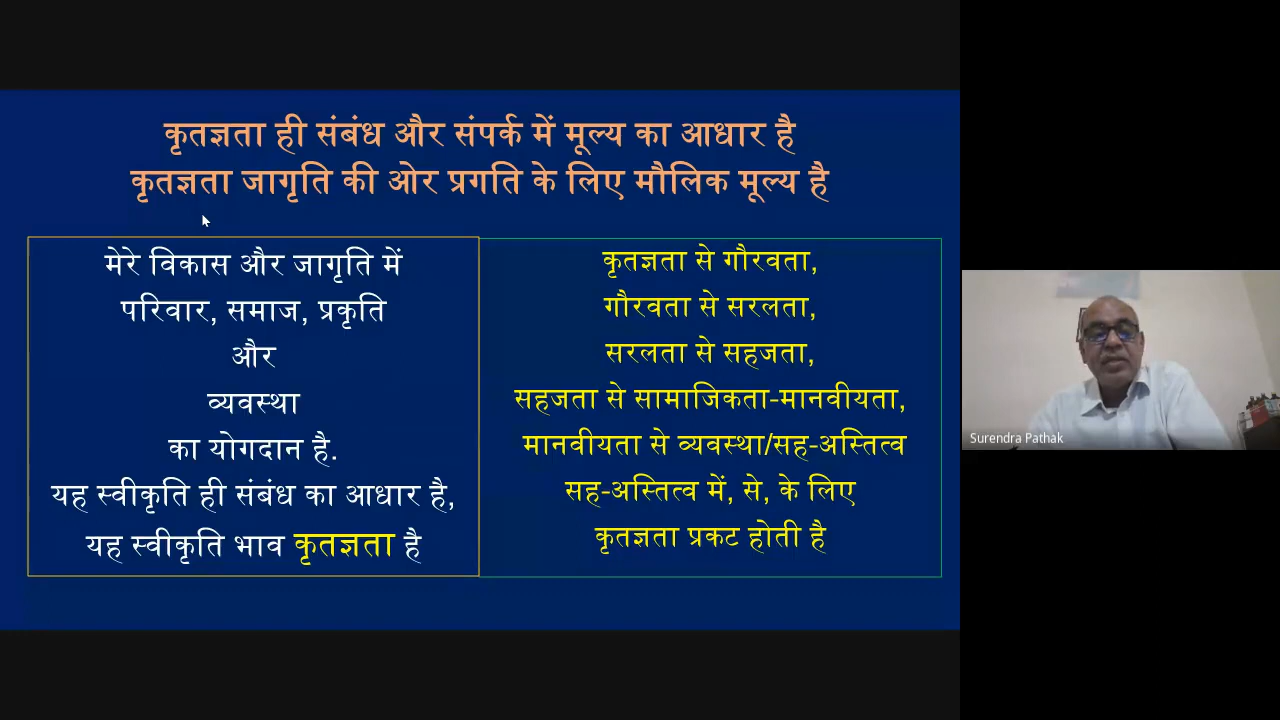 कृतज्ञता ही संबंध और संपर्क में मूल्य का आधार है
कृतज्ञता जागृति की ओर प्रगति के लिए मौलिक मूल्य है
मेरे विकास और जागृति में
परिवार, समाज, प्रकृति
और
व्यवस्था
का योगदान है.
यह स्वीकृति ही संबंध का आधार है,
यह स्वीकृति भाव कृतज्ञता है
कृतज्ञता से गौरवता,
गौरवता से सरलता,
सरलता से सहजता,
सहजता से सामाजिकता-मानवीयता,
मानवीयता से व्यवस्था/सह-अस्तित्व
सह-अस्तित्व में, से, के लिए
कृतज्ञता प्रकट होती है
Surendra Pathak